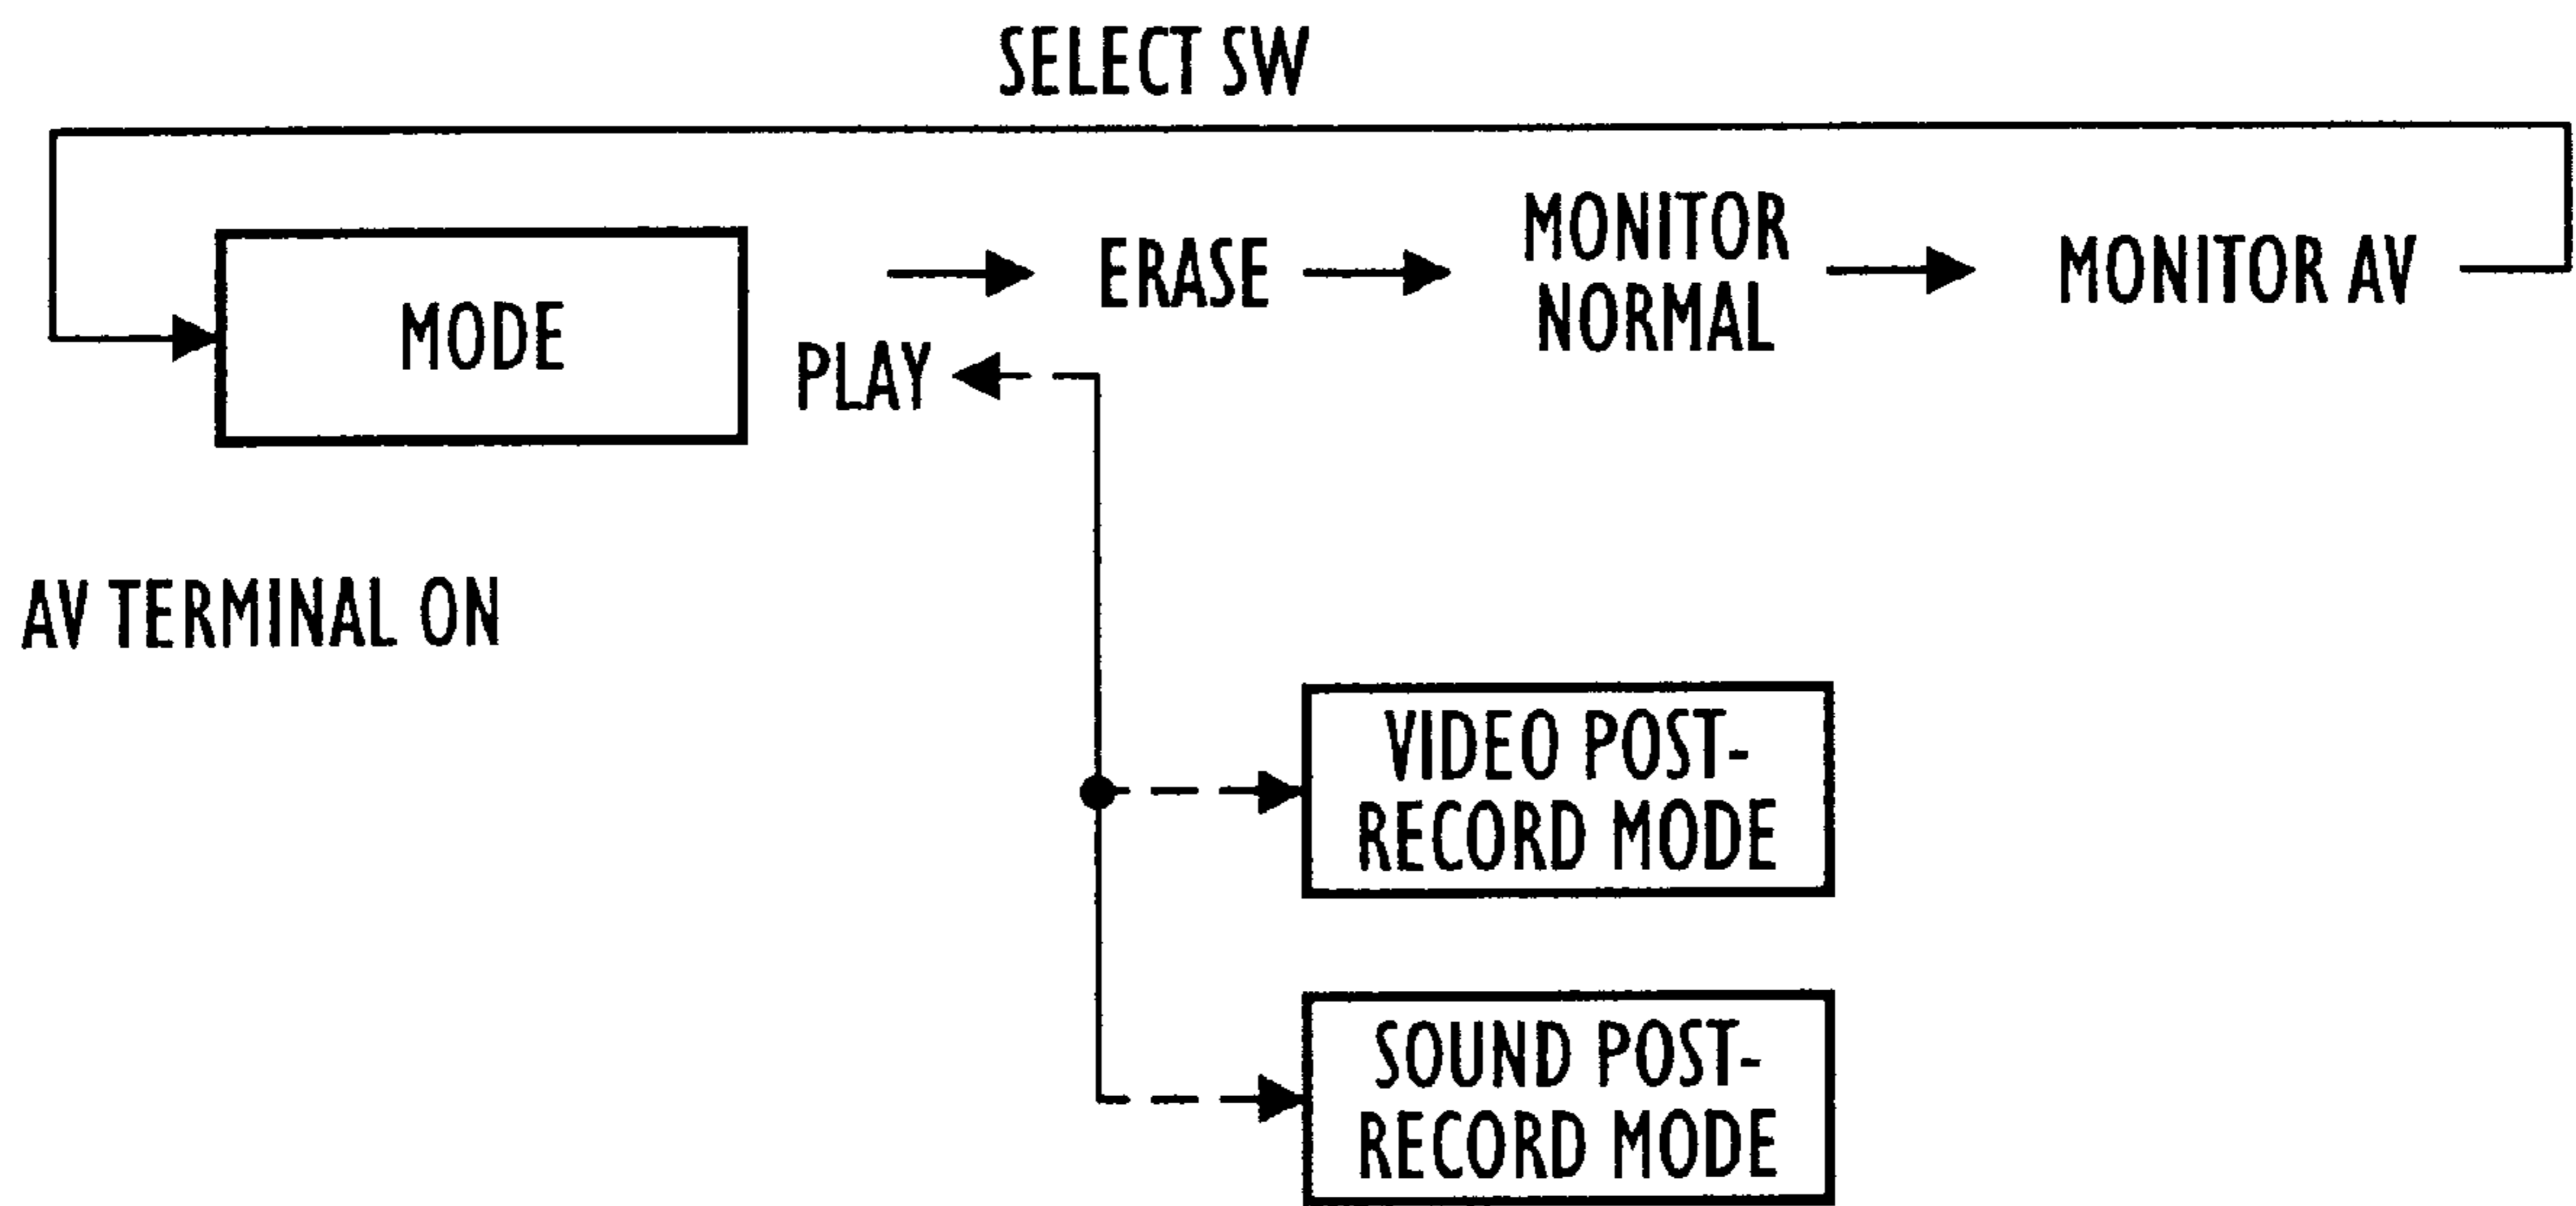 SELECT SW
MODE
PLAY
ERASE
MONITOR
NORMAL
MONITOR AV
AV TERMINAL ON
VIDEO POST-
RECORD MODE
SOUND POST-
RECORD MODE